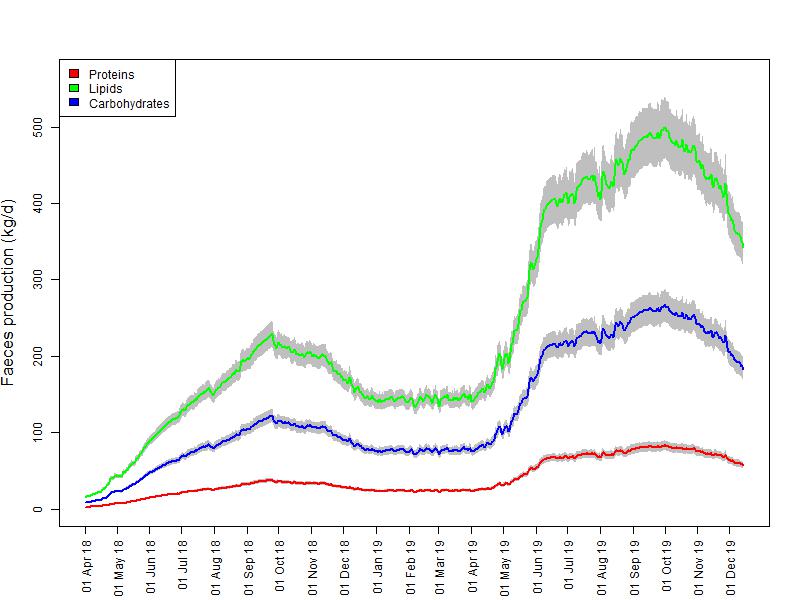 Proteins
Lipids
Carbohydrates
Faeces production (kg/d)
500
400
300
200
100
0
01 Apr 18
01 May 18
01 Jun 18
01 Jul 18
01 Aug 18
01 Sep 18
01 Oct 18
01 Nov 18
01 Dec 18
01 Jan 19
01 Feb 19
01 Mar 19
01 Apr 19
01 May 19
01 Jun 19
01 Jul 19
01 Aug 19
01 Sep 19
01 Oct 19
01 Nov 19
01 Dec 19